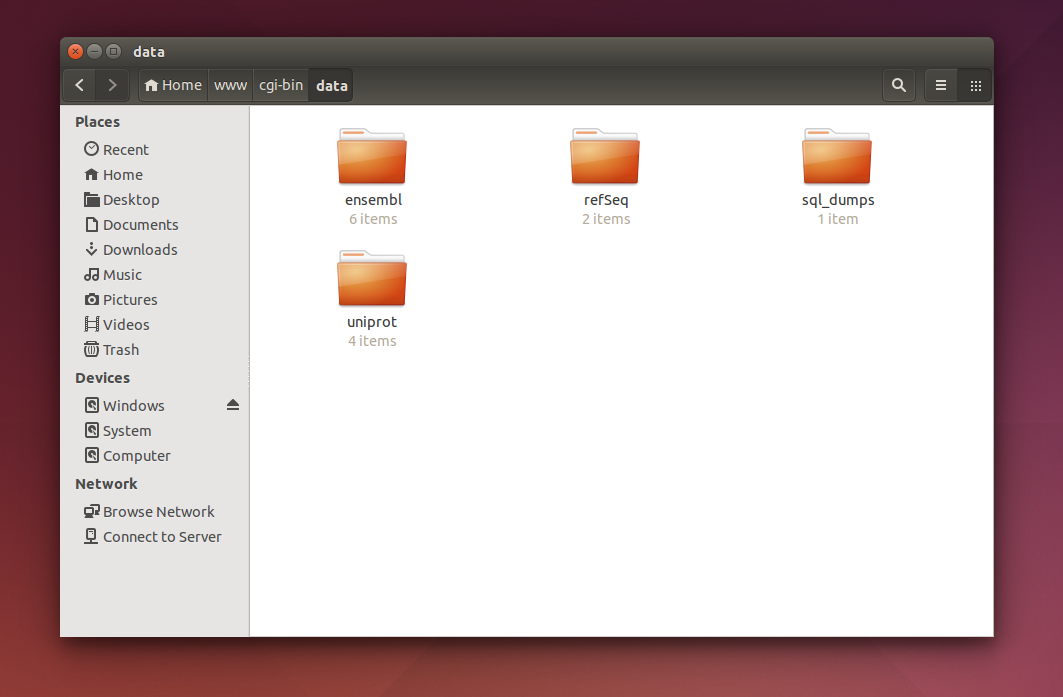 data
Home www cgi-bin data
Places
Recent
Home
Desktop
Documents
Downloads
Music
Pictures
Videos
Trash
Devices
Windows
System
Computer
Network
Browse Network
Connect to Server
ensembl
6 items
refSeq
2 items
sql_dumps
1 item
uniprot
4 items